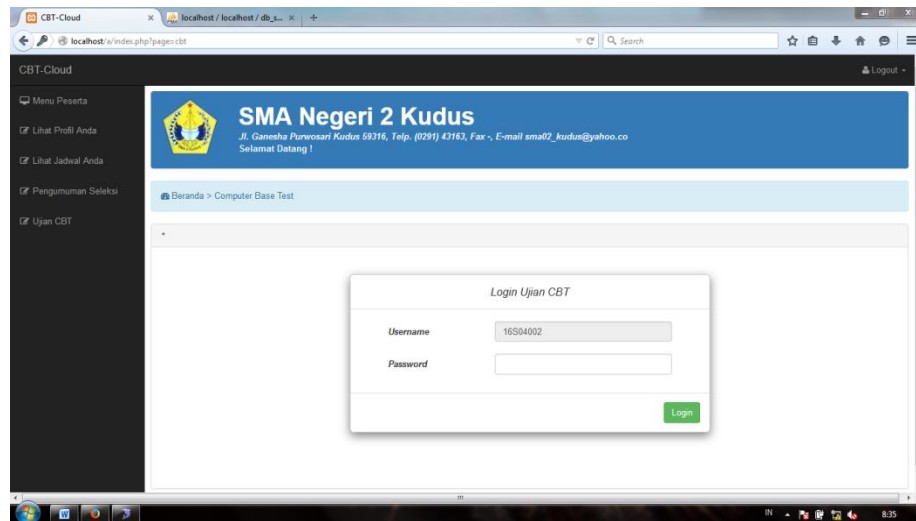 CBT-Cloud
localhost / localhost / db_s...
localhost/a/index.php?page=cbt
Search
CBT-Cloud
Logout
Menu Peserta
Lihat Profil Anda
Lihat Jadwal Anda
Pengumuman Seleksi
Ujian CBT
SMA Negeri 2 Kudus
Jl. Ganesha Purwosari Kudus 59316, Telp. (0291) 43163, Fax -, E-mail sma02_kudus@yahoo.co
Selamat Datang !
Beranda > Computer Base Test
Login Ujian CBT
Username
16S04002
Password
Login
IN
8:35